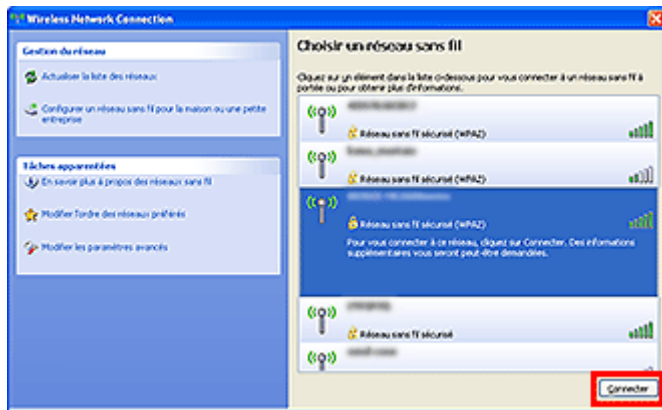 Wireless Network Connection
Gestion du réseau
Actualiser la liste des réseaux
Configurer un réseau sans fil pour la maison ou une petite
entreprise
Tâches apparentées
En savoir plus à propos des réseaux sans fil
Modifier l'ordre des réseaux préférés
Modifier les paramètres avancés
Choisir un réseau sans fil
Cliquez sur un élément dans la liste ci-dessous pour vous connecter à un réseau sans fil à
portée ou pour obtenir plus d'informations.
Réseau sans fil sécurisé (WPA2)
Réseau sans fil sécurisé (WPA2)
Réseau sans fil sécurisé (WPA2)
Pour vous connecter à ce réseau, cliquez sur Connecter. Des informations
supplémentaires vous seront peut-être demandées.
Réseau sans fil sécurisé
Connecter